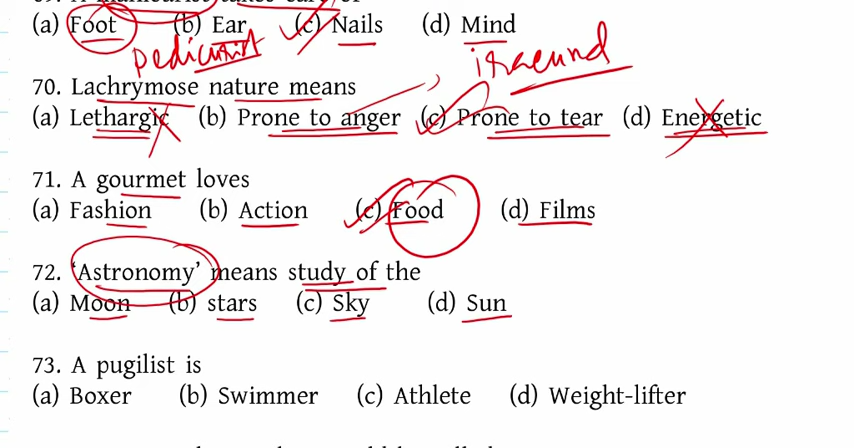 (a) Foot (b) Ear (c) Nails (d) Mind
pedicurist iracund
70. Lachrymose nature means
(a) Lethargic (b) Prone to anger (c) Prone to tear (d) Energetic
71. A gourmet loves
(a) Fashion (b) Action (c) Food (d) Films
72. ‘Astronomy’ means study of the
(a) Moon (b) stars (c) Sky (d) Sun
73. A pugilist is
(a) Boxer (b) Swimmer (c) Athlete (d) Weight-lifter